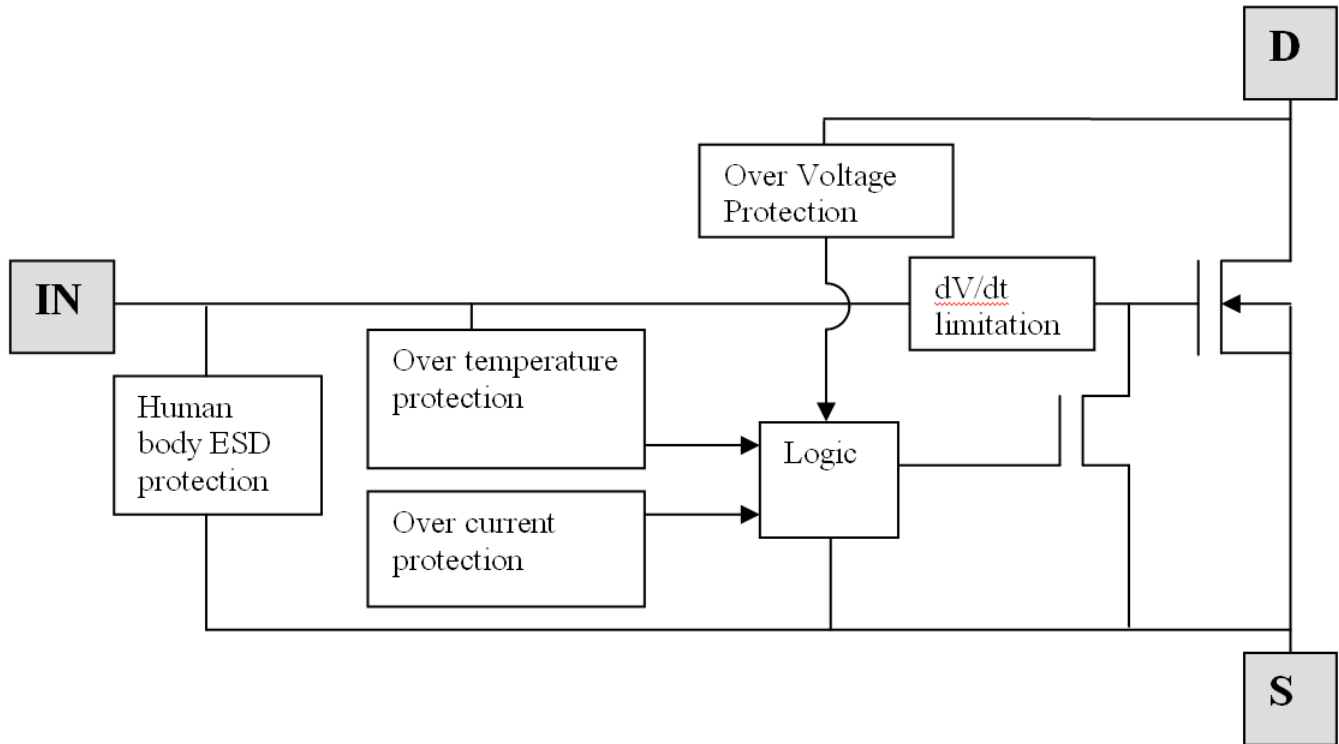 D
Over Voltage
Protection
IN
dV/dt
limitation
Over temperature
protection
Human
body ESD
protection
Logic
Over current
protection
S